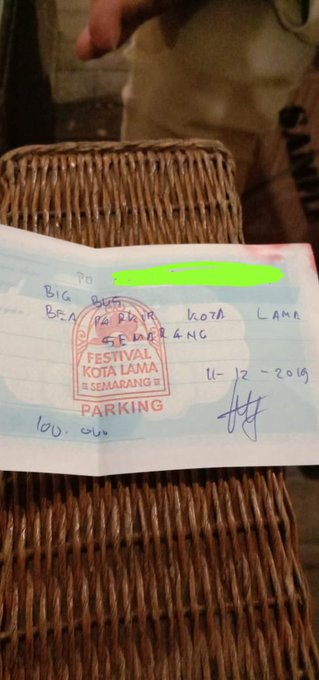 PO
BIG BUS
BEA PARKIR KOTA LAMA
SEMARANG
FESTIVAL
KOTA LAMA
SEMARANG
PARKING
11-12-2019
100.000